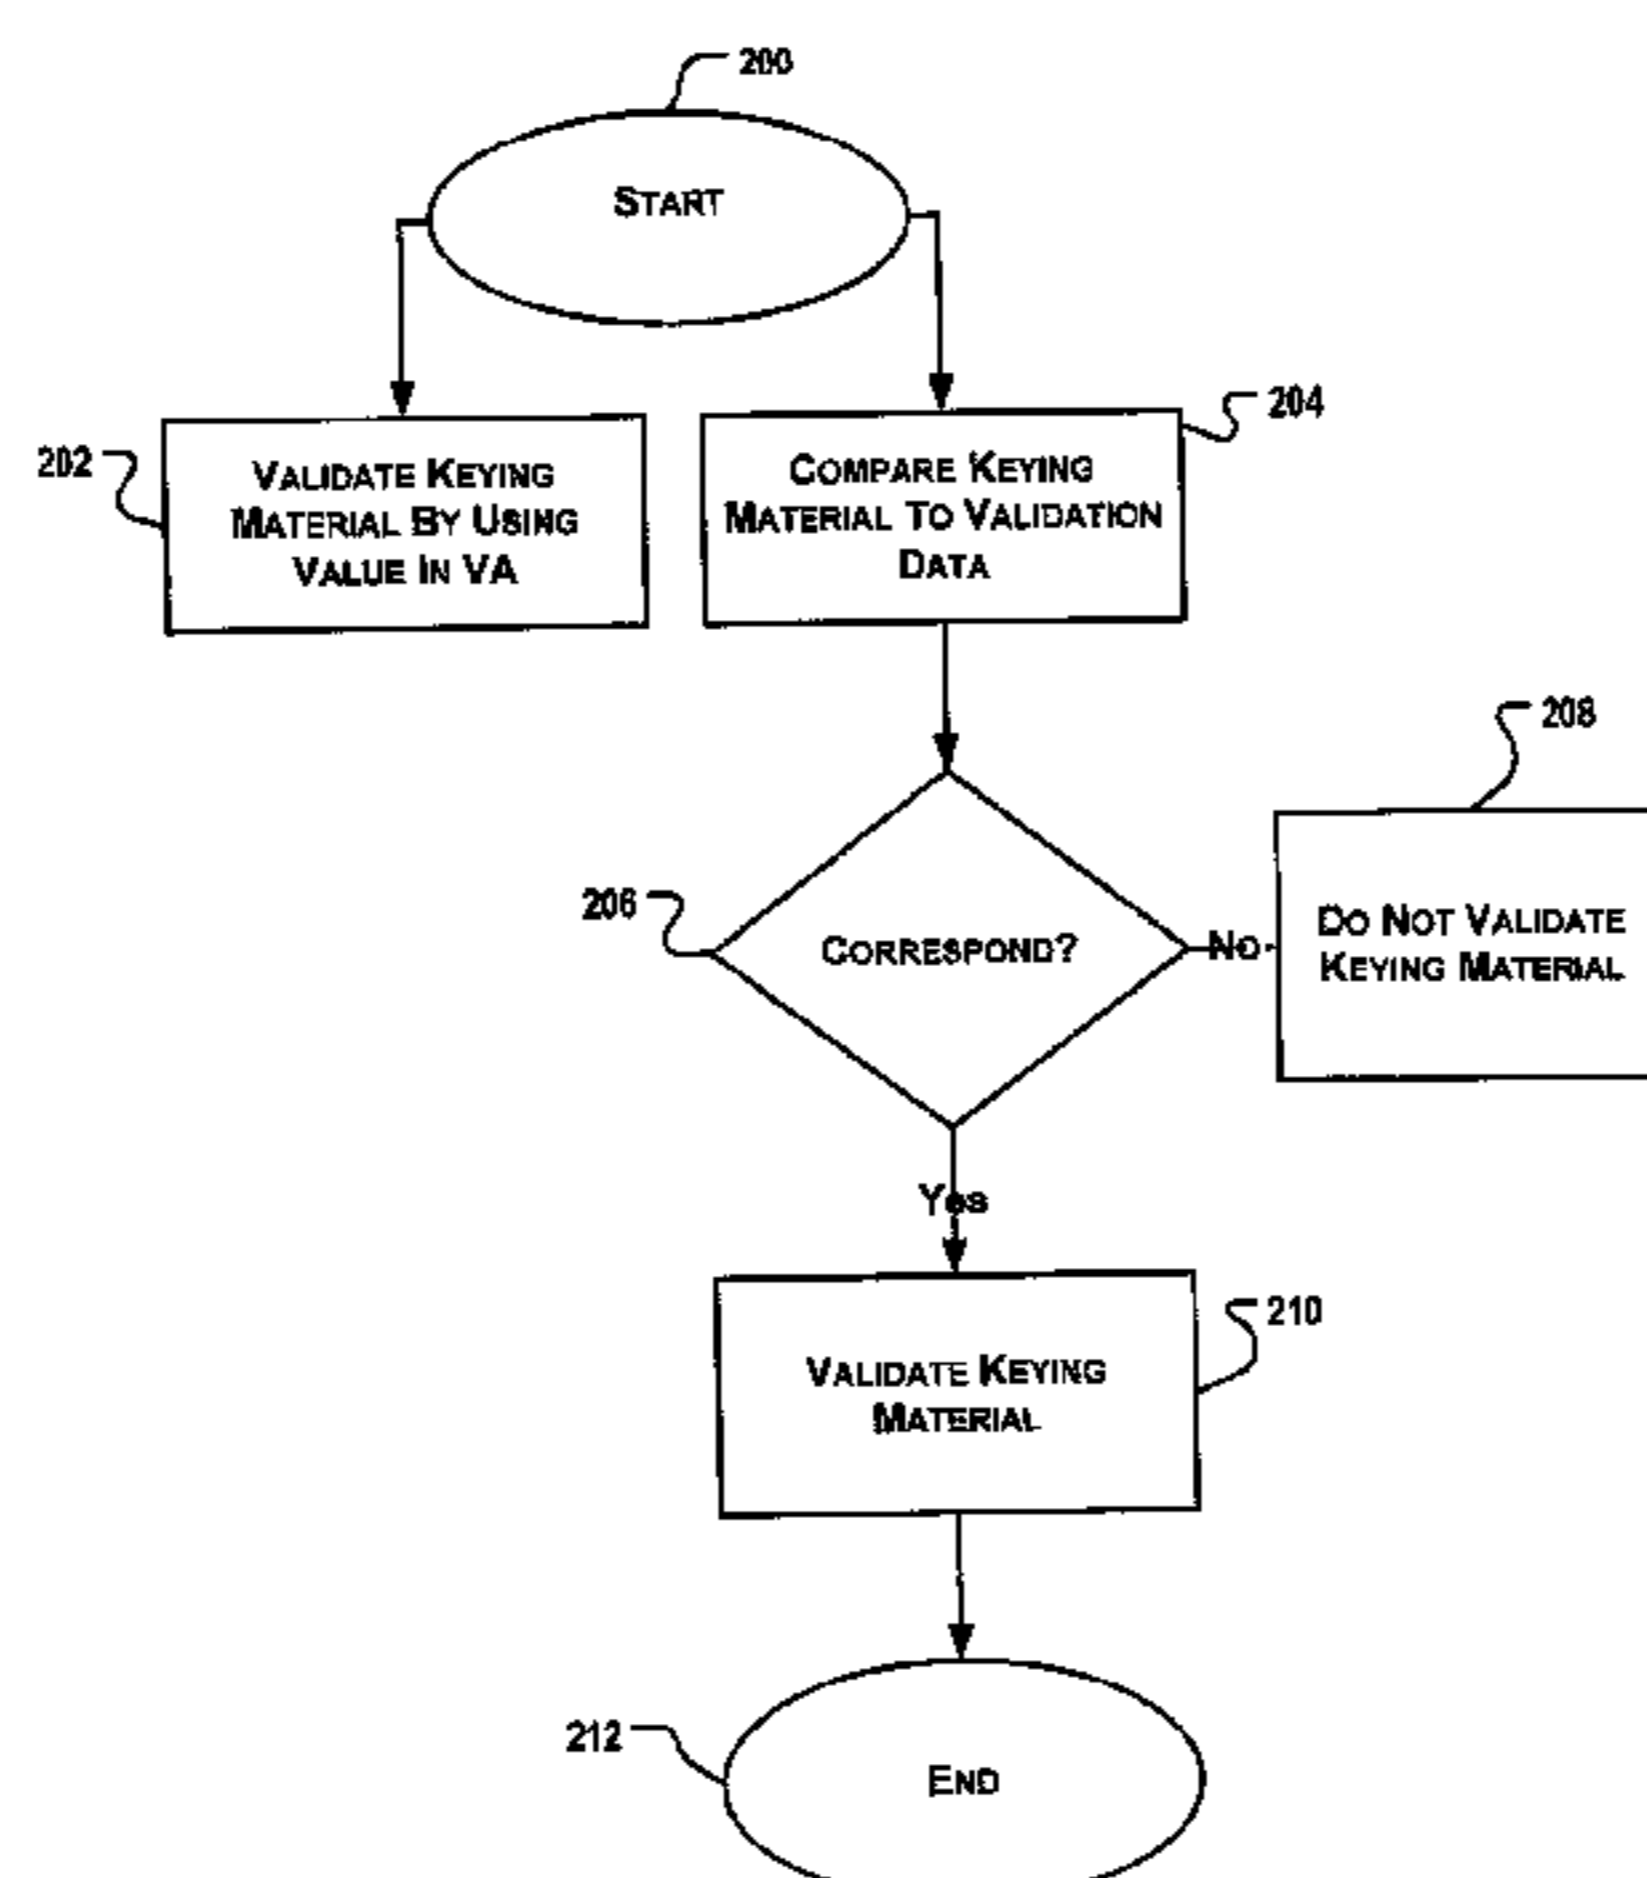 200
START
202
VALIDATE KEYING
MATERIAL BY USING
VALUE IN VA
204
COMPARE KEYING
MATERIAL TO VALIDATION
DATA
206
CORRESPOND?
No
208
DO NOT VALIDATE
KEYING MATERIAL
Yes
210
VALIDATE KEYING
MATERIAL
212
END